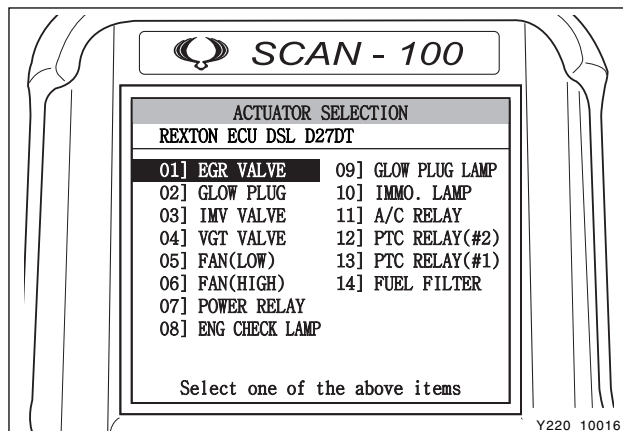 SCAN - 100
ACTUATOR SELECTION
REXTON ECU DSL D27DT
01] EGR VALVE
02] GLOW PLUG
03] IMV VALVE
04] VGT VALVE
05] FAN(LOW)
06] FAN(HIGH)
07] POWER RELAY
08] ENG CHECK LAMP
09] GLOW PLUG LAMP
10] IMMO. LAMP
11] A/C RELAY
12] PTC RELAY(#2)
13] PTC RELAY(#1)
14] FUEL FILTER
Select one of the above items
Y220_10016